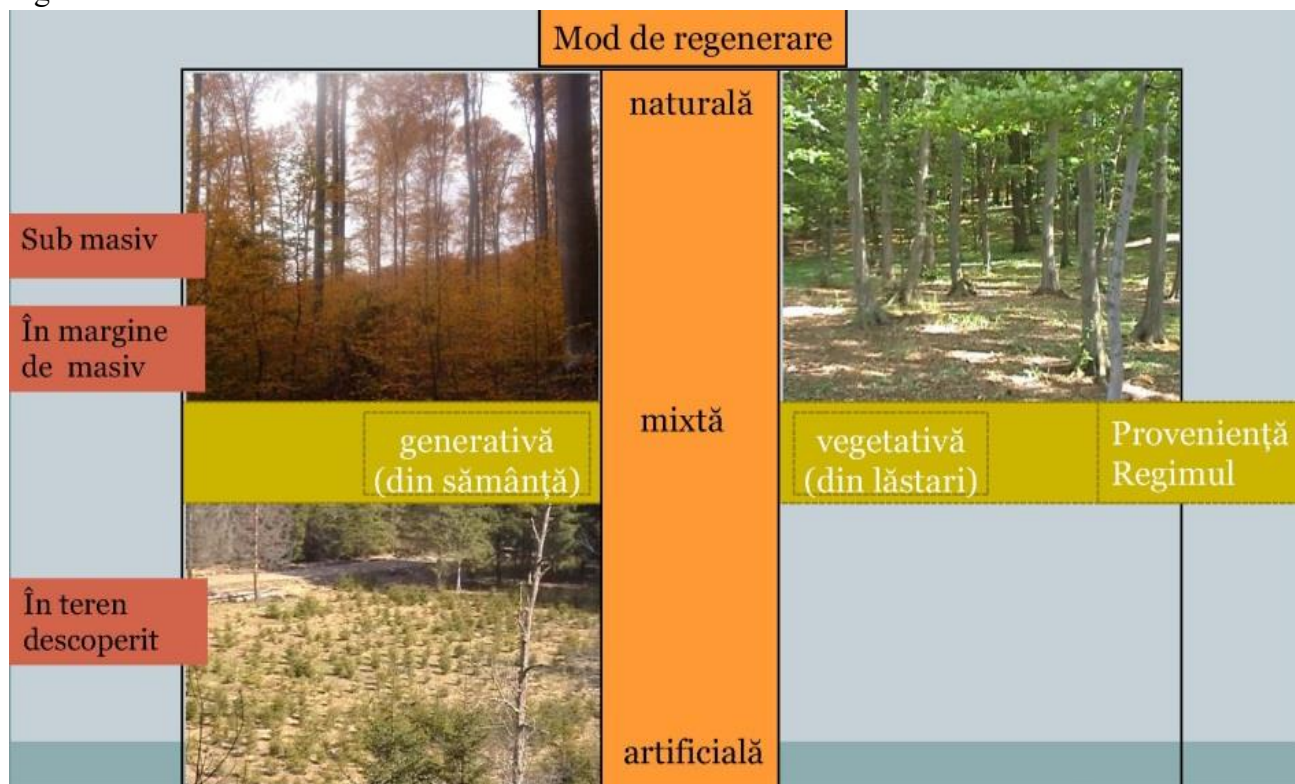 Mod de regenerare
naturală
Sub masiv
În margine
de masiv
mixtă
generativă
(din sămânță)
vegetativă
(din lăstari)
Proveniență
Regimul
În teren
descoperit
artificială